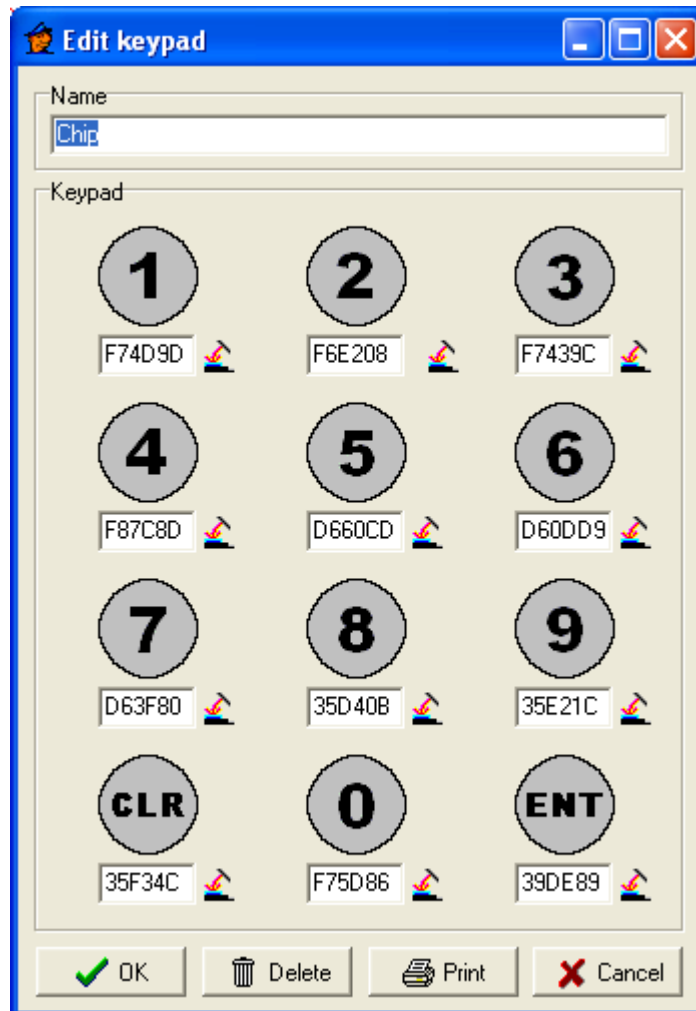 Edit keypad
Name
Chip
Keypad
1 2 3
F74D9D F6E208 F7439C
4 5 6
F87C8D D660CD D60DD9
7 8 9
D63F80 35D40B 35E21C
CLR 0 ENT
35F34C F75D86 39DE89
OK Delete Print Cancel